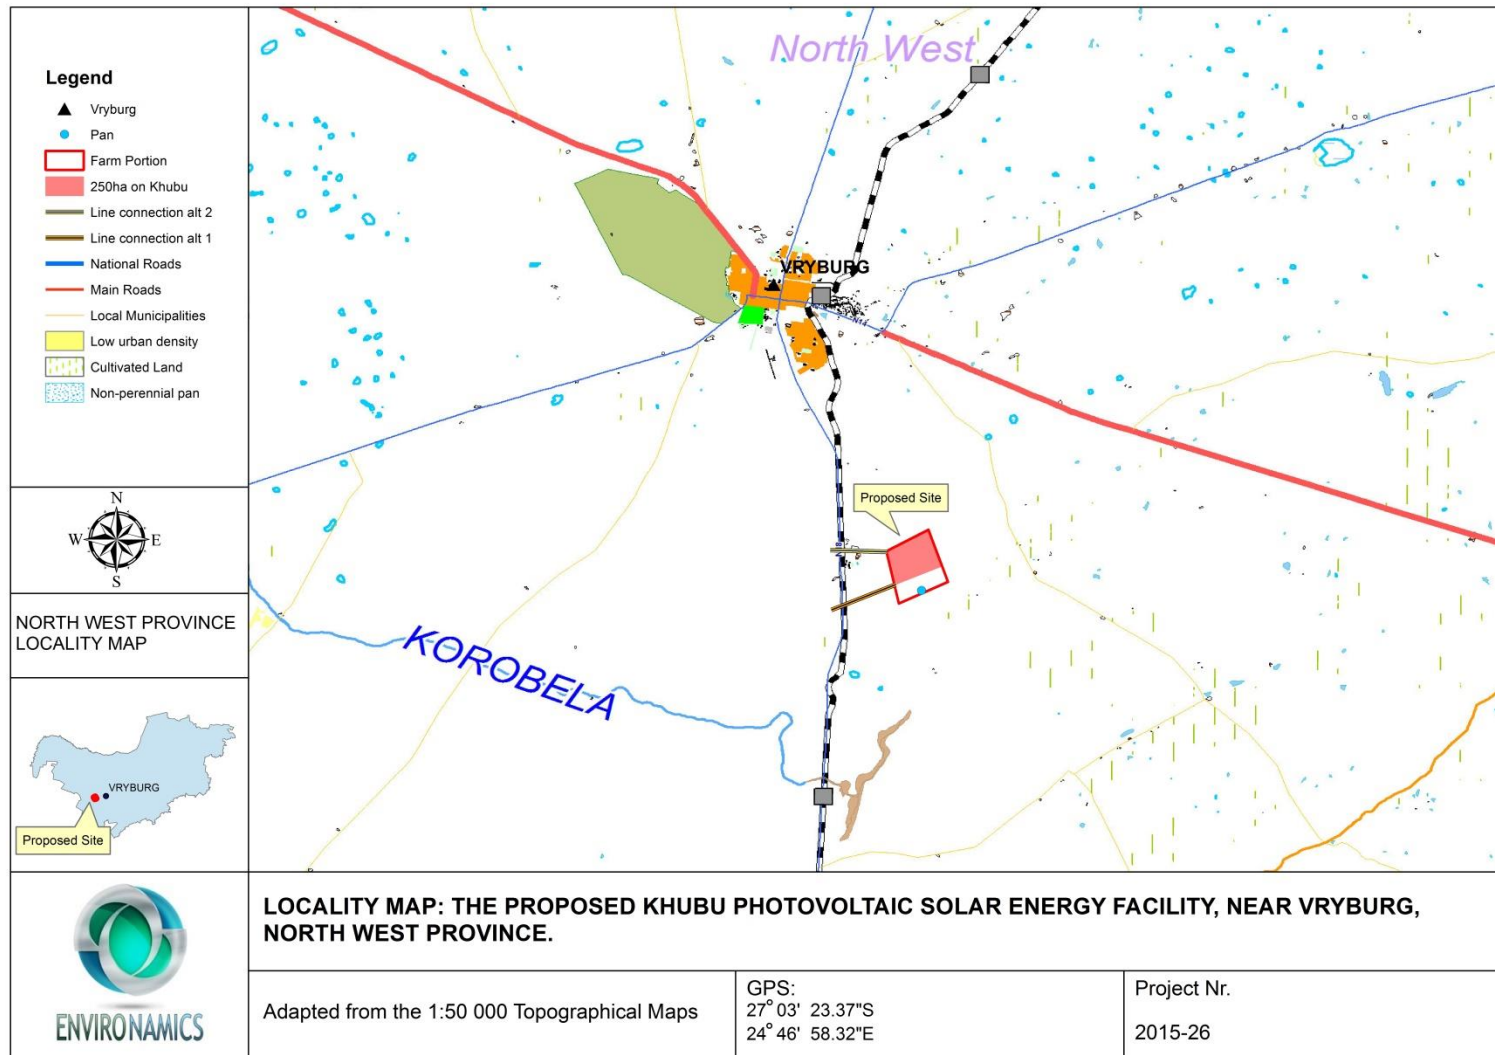 Legend
Vryburg
Pan
Farm Portion
250ha on Khubu
Line connection alt 2
Line connection alt 1
National Roads
Main Roads
Local Municipalities
Low urban density
Cultivated Land
Non-perennial pan
N
W E
S
NORTH WEST PROVINCE
LOCALITY MAP
VRYBURG
Proposed Site
ENVIRONAMICS
North West
VRYBURG
N14
Proposed Site
KOROBELA
LOCALITY MAP: THE PROPOSED KHUBU PHOTOVOLTAIC SOLAR ENERGY FACILITY, NEAR VRYBURG,
NORTH WEST PROVINCE.
Adapted from the 1:50 000 Topographical Maps
GPS:
27° 03' 23.37"S
24° 46' 58.32"E
Project Nr.
2015-26